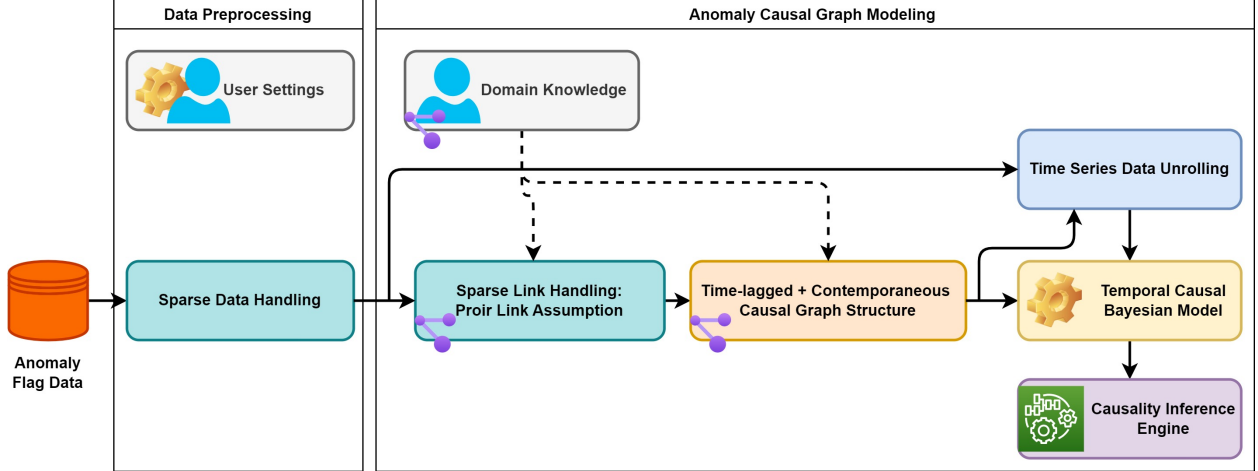 Data Preprocessing
Anomaly Causal Graph Modeling
User Settings
Domain Knowledge
Time Series Data Unrolling
Anomaly
Flag Data
Sparse Data Handling
Sparse Link Handling:
Proir Link Assumption
Time-lagged + Contemporaneous
Causal Graph Structure
Temporal Causal
Bayesian Model
Causality Inference
Engine